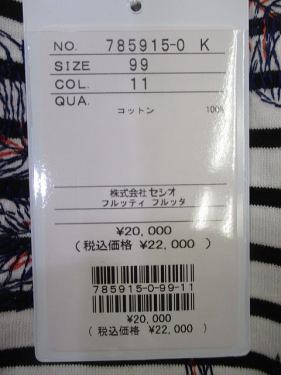 NO. 785915-0 K
SIZE 99
COL. 11
QUA.
コットン 100%
株式会社 セシオ
フルッティ フルッタ
¥20,000
(税込価格 ¥22,000)
785915-0-99-11
¥20,000
(税込価格 ¥22,000)